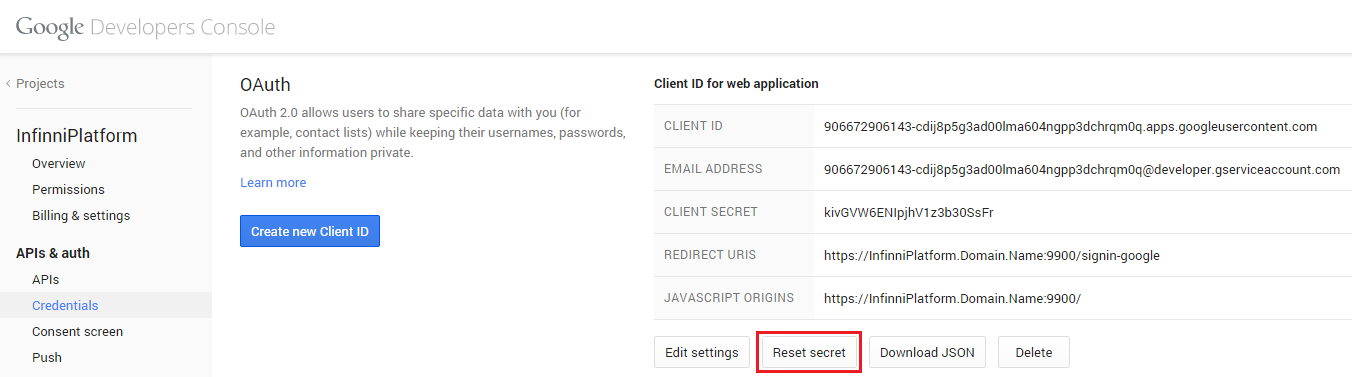 Google Developers Console
< Projects
InfinniPlatform
Overview
Permissions
Billing & settings
APIs & auth
APIs
Credentials
Consent screen
Push
OAuth
OAuth 2.0 allows users to share specific data with you (for
example, contact lists) while keeping their usernames, passwords,
and other information private.
Learn more
Create new Client ID
Client ID for web application
CLIENT ID 906672906143-cdij8p5g3ad00lma604ngpp3dchrqm0q.apps.googleusercontent.com
EMAIL ADDRESS 906672906143-cdij8p5g3ad00lma604ngpp3dchrqm0q@developer.gserviceaccount.com
CLIENT SECRET kivGVW6ENIpjhV1z3b30SsFr
REDIRECT URIS https://InfinniPlatform.Domain.Name:9900/signin-google
JAVASCRIPT ORIGINS https://InfinniPlatform.Domain.Name:9900/
Edit settings Reset secret Download JSON Delete